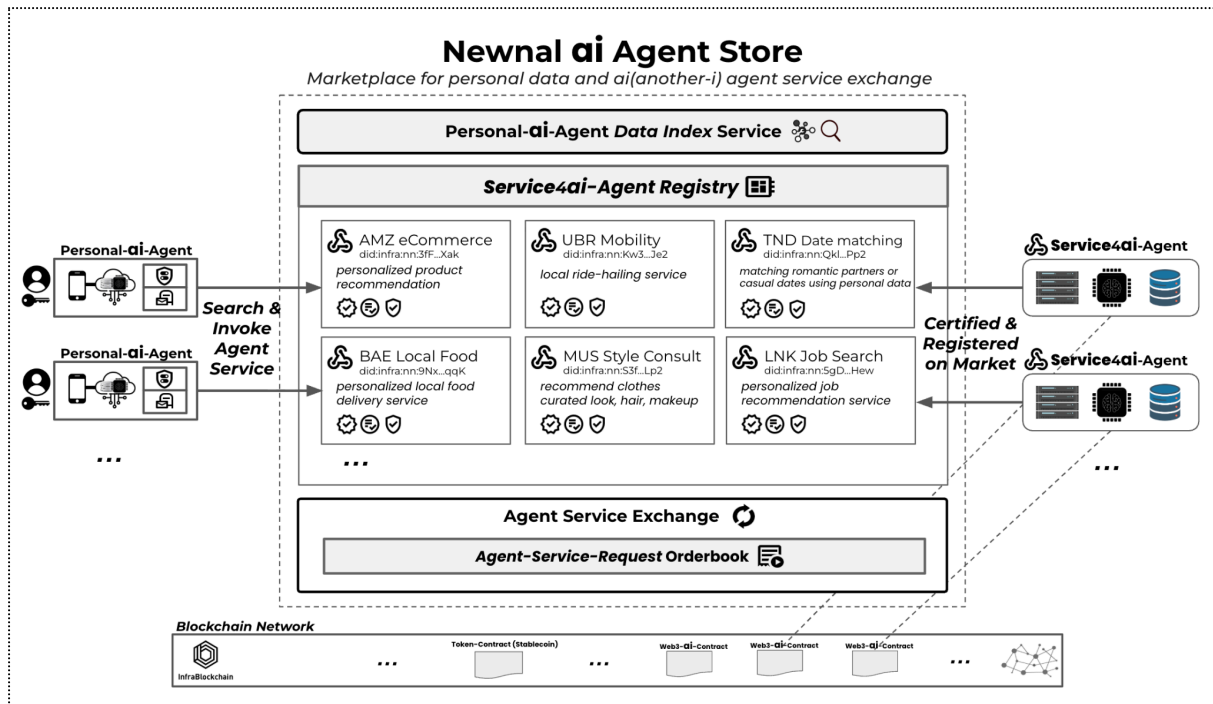 Newnal ai Agent Store
Marketplace for personal data and ai(another-i) agent service exchange
Personal-ai-Agent Data Index Service
Service4ai-Agent Registry
AMZ eCommerce
did:infra:nn:3fF...Xak
personalized product
recommendation
UBR Mobility
did:infra:nn:Kw3...Je2
local ride-hailing service
TND Date matching
did:infra:nn:Qkl...Pp2
matching romantic partners or
casual dates using personal data
BAE Local Food
did:infra:nn:9Nx...qqK
personalized local food
delivery service
MUS Style Consult
did:infra:nn:S3f...Lp2
recommend clothes
curated look, hair, makeup
LNK Job Search
did:infra:nn:5gD...Hew
personalized job
recommendation service
...
Personal-ai-Agent
Personal-ai-Agent
...
Search &
Invoke
Agent
Service
Service4ai-Agent
Certified &
Registered
on Market
Service4ai-Agent
...
Agent Service Exchange
Agent-Service-Request Orderbook
Blockchain Network
InfraBlockchain
...
Token-Contract (Stablecoin)
...
Web3-ai-Contract
Web3-ai-Contract
Web3-ai-Contract
...